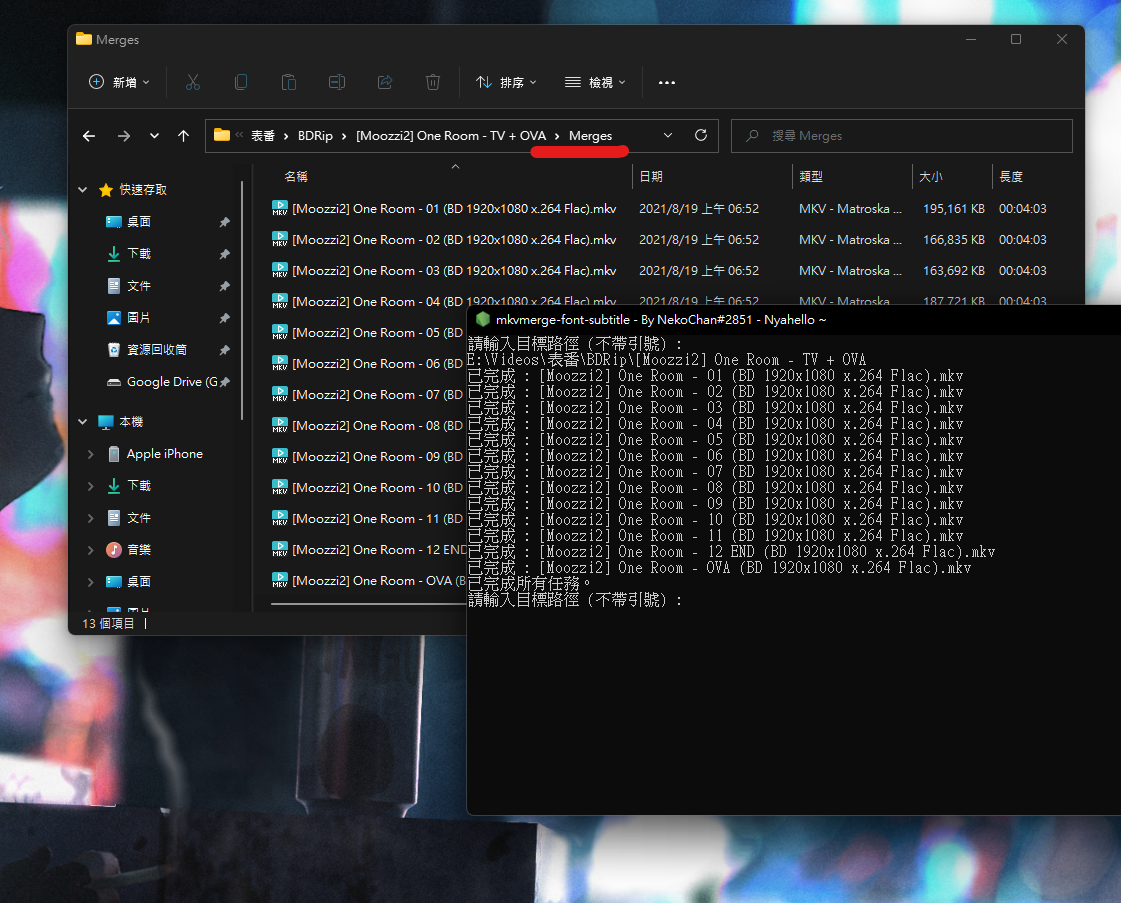 Merges
新增
排序
檢視
表番 › BDRip › [Moozzi2] One Room - TV + OVA › Merges
搜尋 Merges
快速存取
桌面
下載
文件
圖片
資源回收筒
Google Drive (G
本機
Apple iPhone
下載
文件
音樂
桌面
圖片
名稱 日期 類型 大小 長度
[Moozzi2] One Room - 01 (BD 1920x1080 x.264 Flac).mkv 2021/8/19 上午 06:52 MKV - Matroska ... 195,161 KB 00:04:03
[Moozzi2] One Room - 02 (BD 1920x1080 x.264 Flac).mkv 2021/8/19 上午 06:52 MKV - Matroska ... 166,835 KB 00:04:03
[Moozzi2] One Room - 03 (BD 1920x1080 x.264 Flac).mkv 2021/8/19 上午 06:52 MKV - Matroska ... 163,692 KB 00:04:03
[Moozzi2] One Room - 04 (BD 1920x1080 x.264 Flac).mkv 2021/8/19 上午 06:52 MKV - Matroska ... 187,721 KB 00:04:03
[Moozzi2] One Room - 05 (BD
[Moozzi2] One Room - 06 (BD
[Moozzi2] One Room - 07 (BD
[Moozzi2] One Room - 08 (BD
[Moozzi2] One Room - 09 (BD
[Moozzi2] One Room - 10 (BD
[Moozzi2] One Room - 11 (BD
[Moozzi2] One Room - 12 END
[Moozzi2] One Room - OVA (B
13 個項目
mkvmerge-font-subtitle - By NekoChan#2851 - Nyahello ~
請輸入目標路徑（不帶引號）:
E:\Videos\表番\BDRip\[Moozzi2] One Room - TV + OVA
已完成 : [Moozzi2] One Room - 01 (BD 1920x1080 x.264 Flac).mkv
已完成 : [Moozzi2] One Room - 02 (BD 1920x1080 x.264 Flac).mkv
已完成 : [Moozzi2] One Room - 03 (BD 1920x1080 x.264 Flac).mkv
已完成 : [Moozzi2] One Room - 04 (BD 1920x1080 x.264 Flac).mkv
已完成 : [Moozzi2] One Room - 05 (BD 1920x1080 x.264 Flac).mkv
已完成 : [Moozzi2] One Room - 06 (BD 1920x1080 x.264 Flac).mkv
已完成 : [Moozzi2] One Room - 07 (BD 1920x1080 x.264 Flac).mkv
已完成 : [Moozzi2] One Room - 08 (BD 1920x1080 x.264 Flac).mkv
已完成 : [Moozzi2] One Room - 09 (BD 1920x1080 x.264 Flac).mkv
已完成 : [Moozzi2] One Room - 10 (BD 1920x1080 x.264 Flac).mkv
已完成 : [Moozzi2] One Room - 11 (BD 1920x1080 x.264 Flac).mkv
已完成 : [Moozzi2] One Room - 12 END (BD 1920x1080 x.264 Flac).mkv
已完成 : [Moozzi2] One Room - OVA (BD 1920x1080 x.264 Flac).mkv
已完成所有任務。
請輸入目標路徑（不帶引號）: